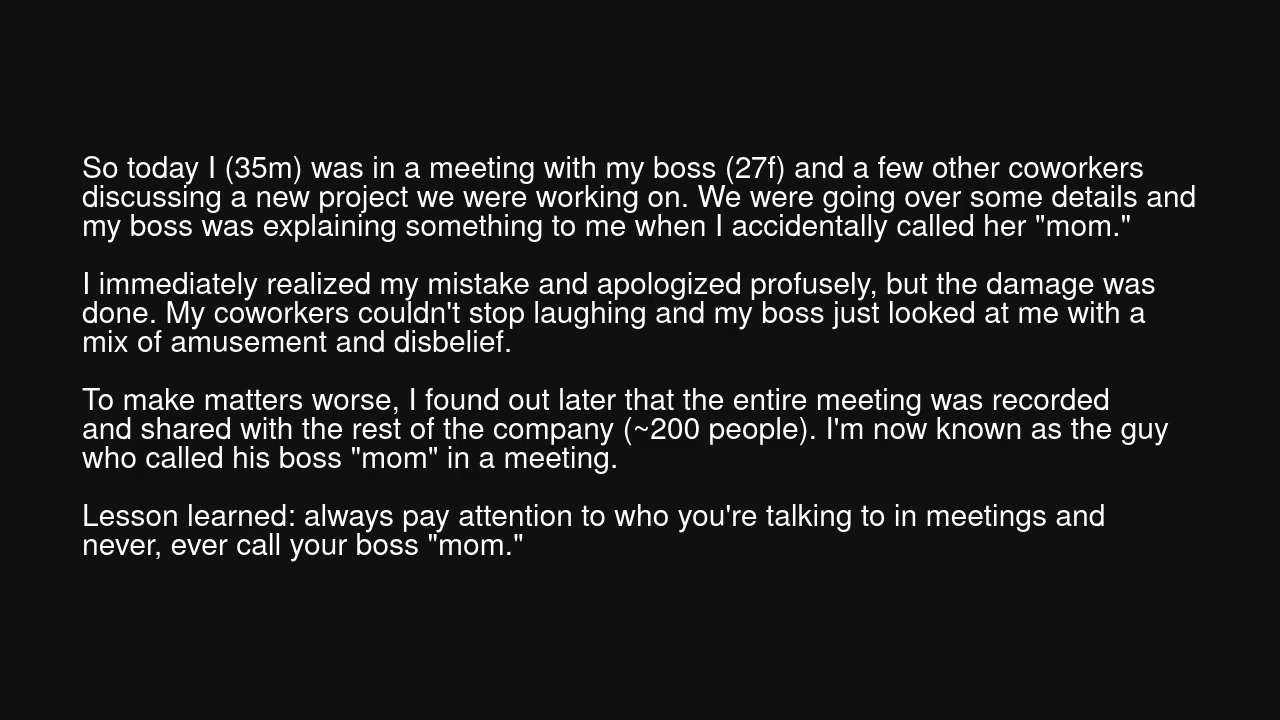 So today I (35m) was in a meeting with my boss (27f) and a few other coworkers
discussing a new project we were working on. We were going over some details and
my boss was explaining something to me when I accidentally called her "mom."
I immediately realized my mistake and apologized profusely, but the damage was
done. My coworkers couldn't stop laughing and my boss just looked at me with a
mix of amusement and disbelief.
To make matters worse, I found out later that the entire meeting was recorded
and shared with the rest of the company (~200 people). I'm now known as the guy
who called his boss "mom" in a meeting.
Lesson learned: always pay attention to who you're talking to in meetings and
never, ever call your boss "mom."